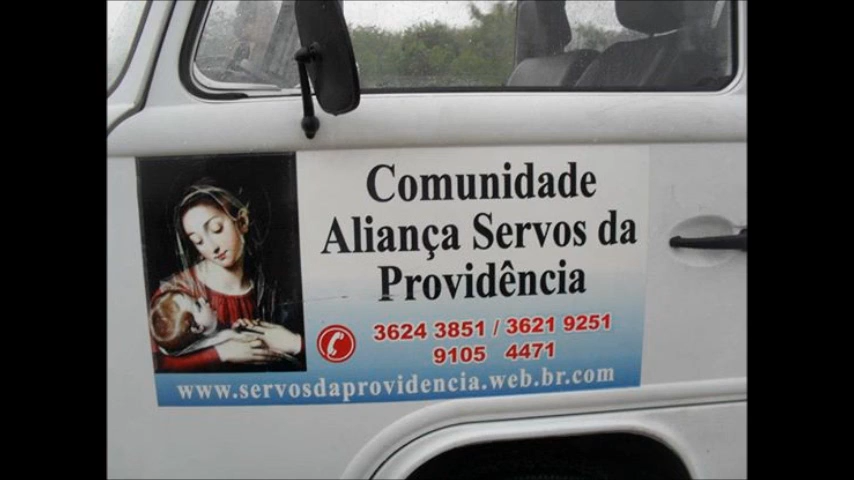 Comunidade
Aliança Servos da
Providência
3624 3851 / 3621 9251
9105 4471
www.servosdaprovidencia.web.br.com